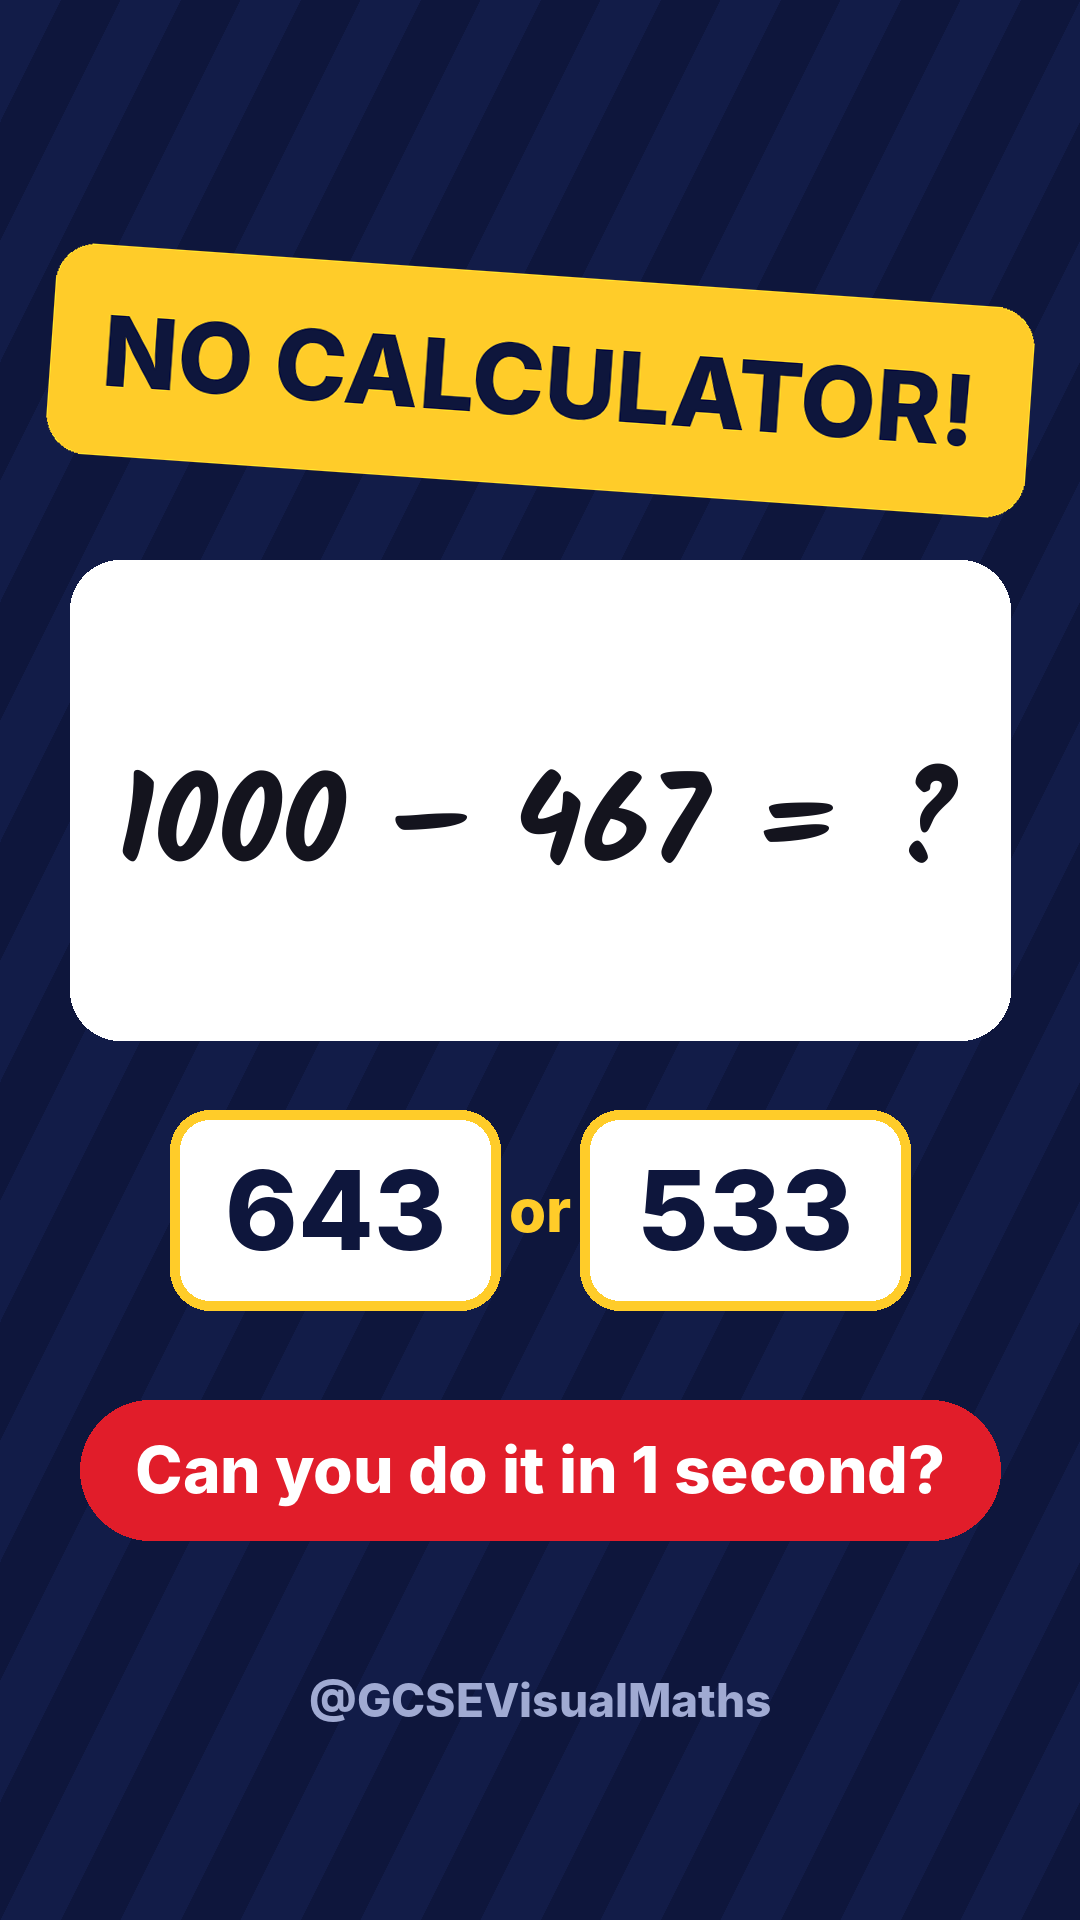 NO CALCULATOR!
1000 − 467 = ?
643 or 533
Can you do it in 1 second?
@GCSEVisualMaths